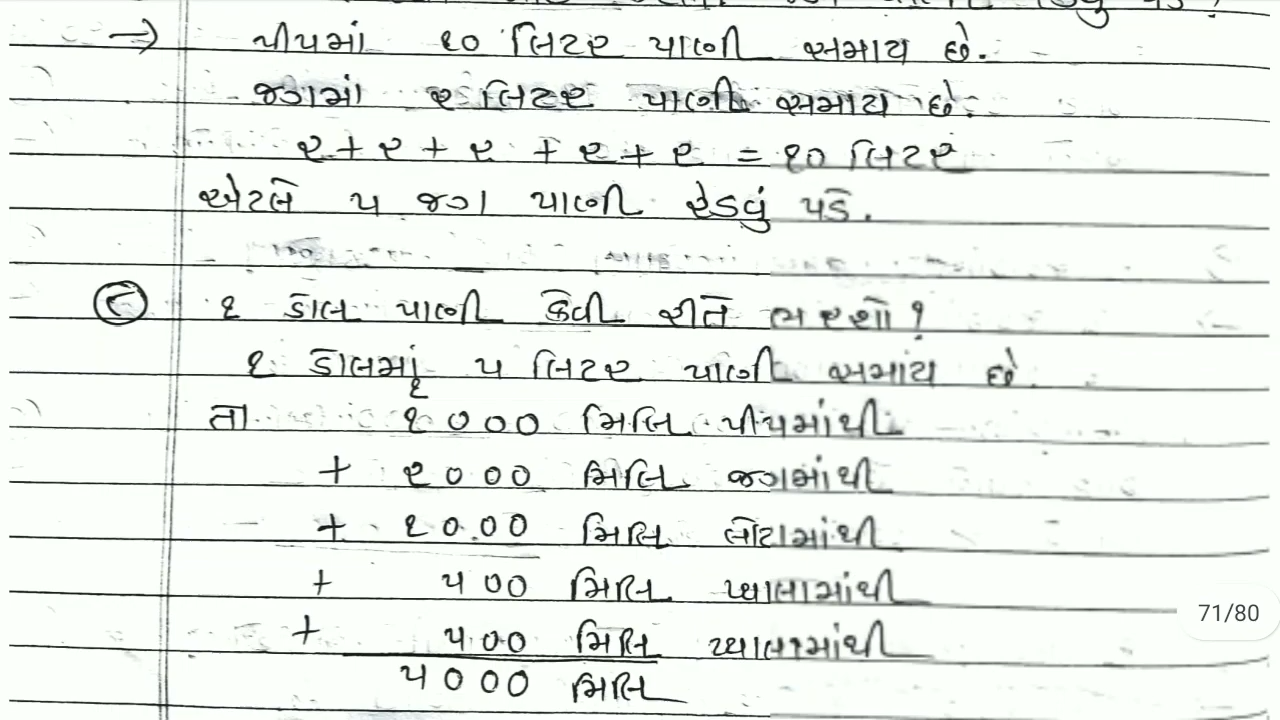 → પીપમાં ૧૦ લિટર પાણી સમાય છે.
જગમાં ૨ લિટર પાણી સમાય છે.
૨ + ૨ + ૨ + ૨ + ૨ = ૧૦ લિટર
એટલે ૫ જગ પાણી રેડવું પડે.
૮ ૧ ડોલ પાણી કેવી રીતે ભરશો ?
૧ ડોલમાં ૫ લિટર પાણી સમાય છે
તા ૧૦૦૦ મિલિ પીપમાંથી
+ ૨૦૦૦ મિલિ જગમાંથી
+ ૧૦૦૦ મિલિ લોટામાંથી
+ ૫૦૦ મિલિ પ્યાલામાંથી
+ ૫૦૦ મિલિ પ્યાલામાંથી
71/80
૫૦૦૦ મિલિ